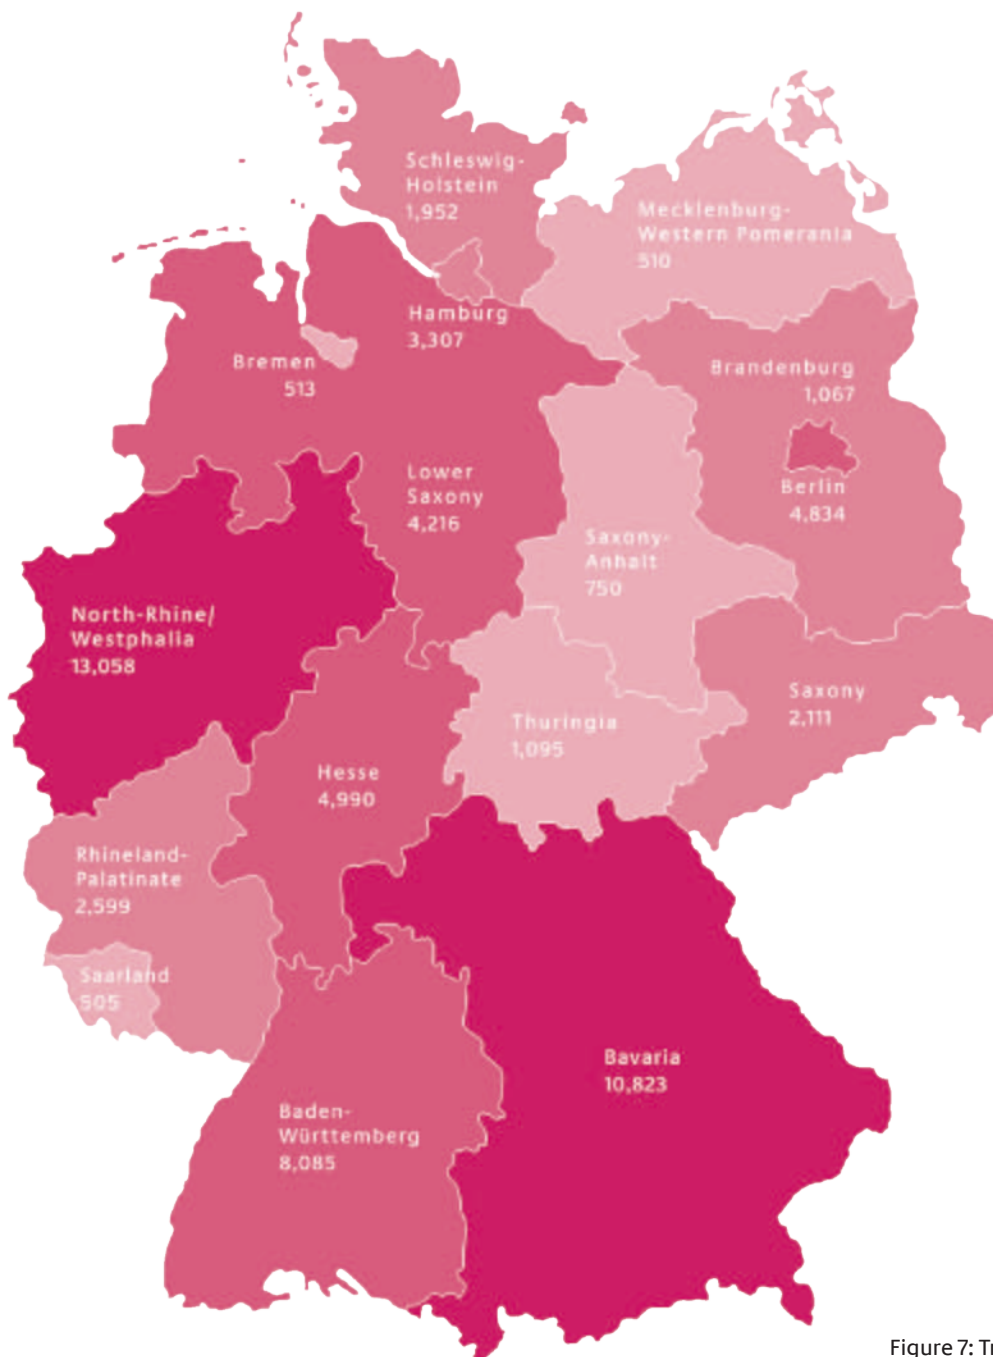 Schleswig-
Holstein
1,952
Mecklenburg-
Western Pomerania
510
Hamburg
3,307
Bremen
513
Brandenburg
1,067
Berlin
4,834
Lower
Saxony
4,216
Saxony-
Anhalt
750
North-Rhine/
Westphalia
13,058
Saxony
2,111
Thuringia
1,095
Hesse
4,990
Rhineland-
Palatinate
2,599
Saarland
505
Bavaria
10,823
Baden-
Württemberg
8,085
Figure 7: